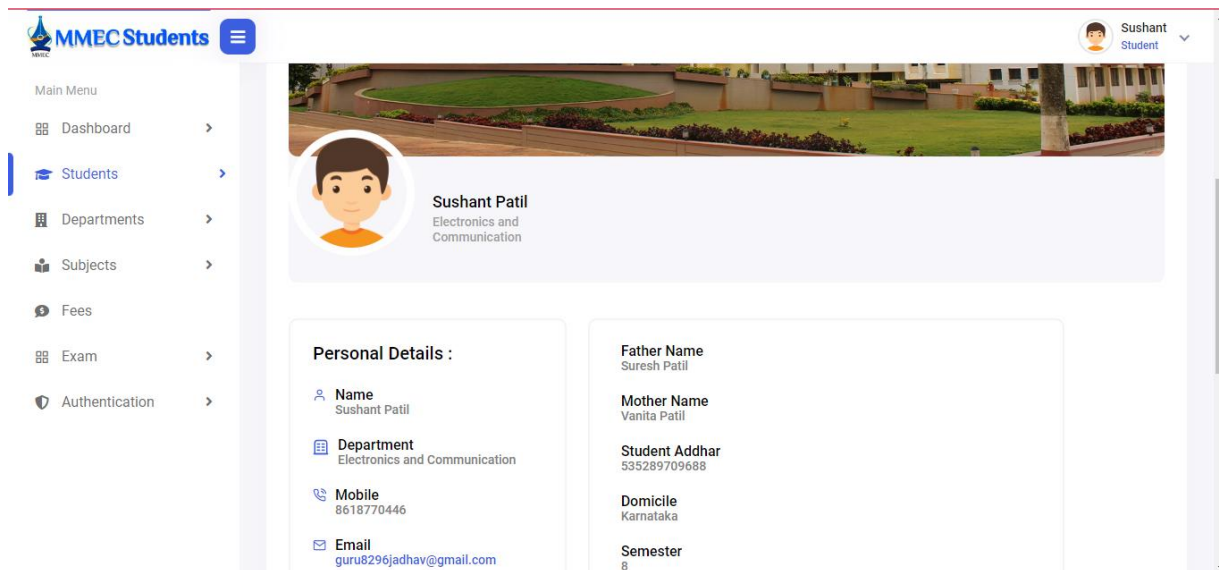 MMEC Students
MMEC
Sushant
Student
Main Menu
Dashboard
Students
Departments
Subjects
Fees
Exam
Authentication
Sushant Patil
Electronics and
Communication
Personal Details :
Name
Sushant Patil
Department
Electronics and Communication
Mobile
8618770446
Email
guru8296jadhav@gmail.com
Father Name
Suresh Patil
Mother Name
Vanita Patil
Student Addhar
535289709688
Domicile
Karnataka
Semester
8